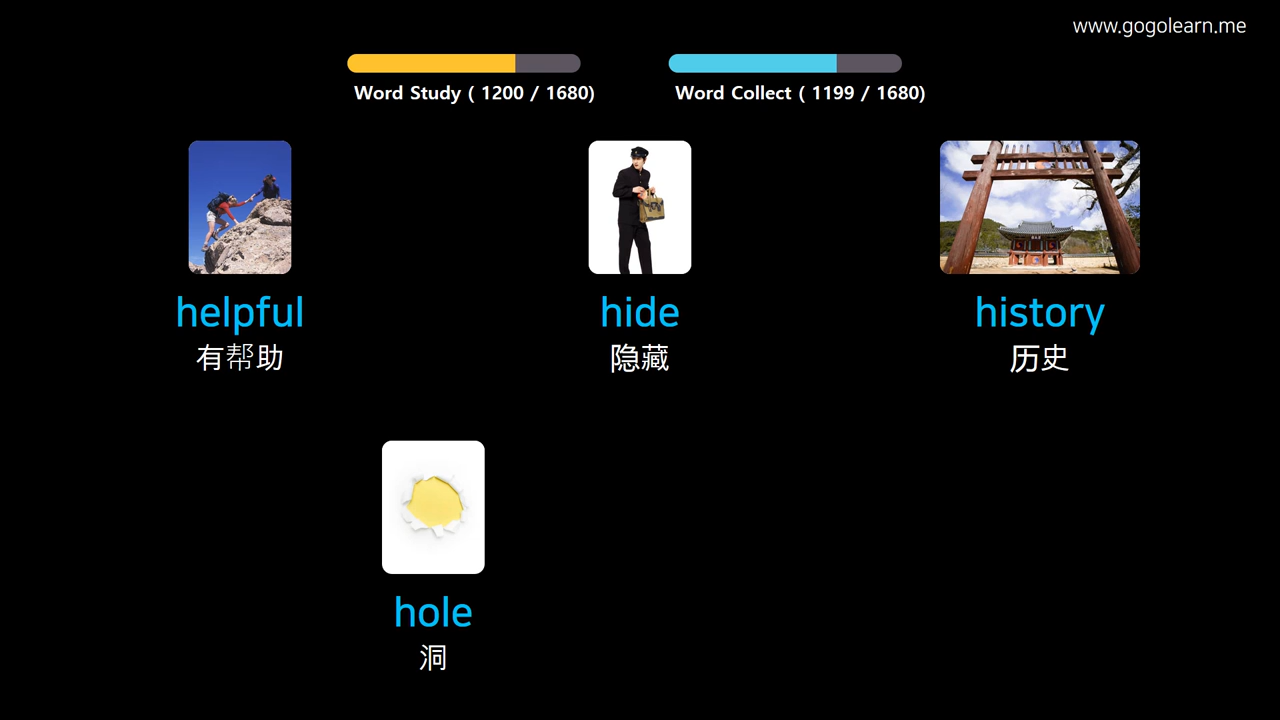 www.gogolearn.me
Word Study ( 1200 / 1680)
Word Collect ( 1199 / 1680)
helpful
有帮助
hide
隐藏
history
历史
hole
洞